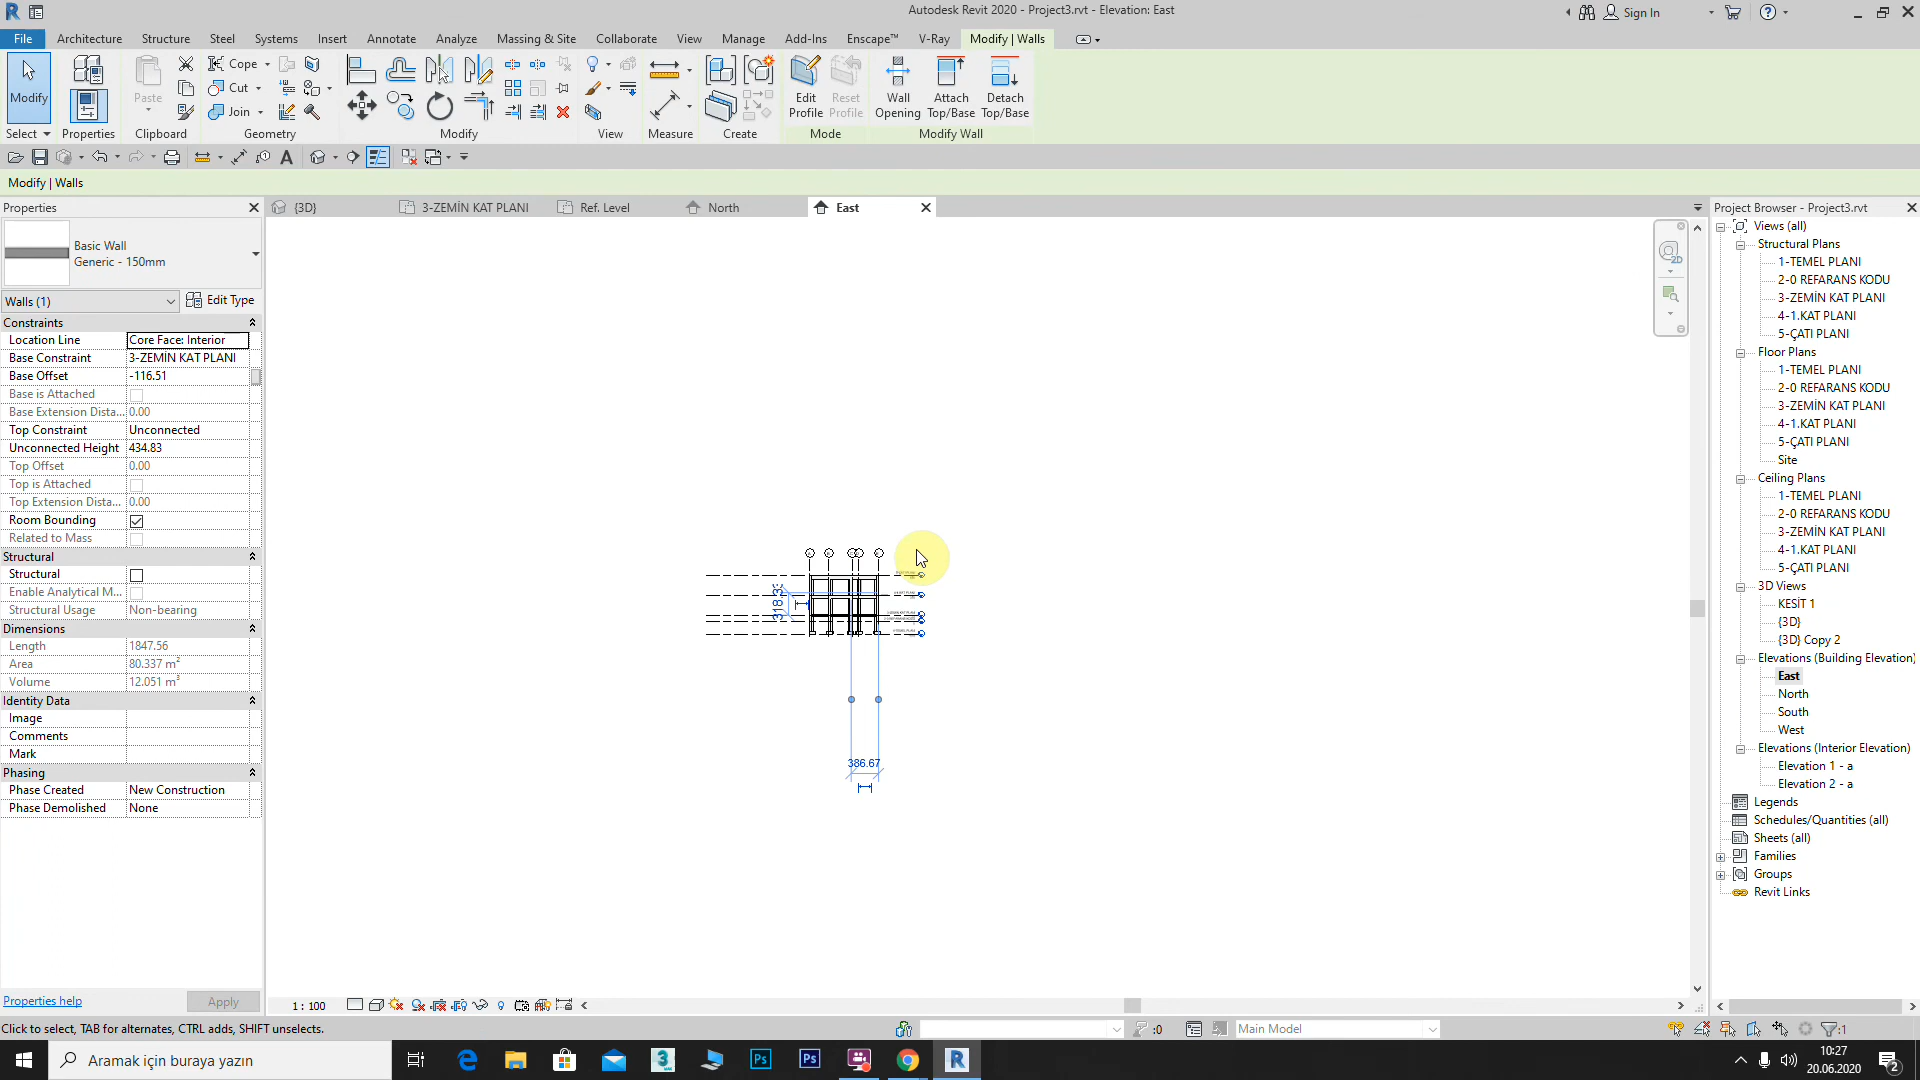 Autodesk Revit 2020 - Project3.rvt - Elevation: East
Sign In
File Architecture Structure Steel Systems Insert Annotate Analyze Massing & Site Collaborate View Manage Add-Ins Enscape™ V-Ray Modify | Walls
Modify
Paste
Cope
Cut
Join
Edit Profile
Reset Profile
Wall Opening
Attach Top/Base
Detach Top/Base
Select Properties Clipboard Geometry Modify View Measure Create Mode Modify Wall
Modify | Walls
Properties
{3D} 3-ZEMİN KAT PLANI Ref. Level North East
Basic Wall
Generic - 150mm
Walls (1) Edit Type
Constraints
Location Line Core Face: Interior
Base Constraint 3-ZEMİN KAT PLANI
Base Offset -116.51
Base is Attached
Base Extension Dista... 0.00
Top Constraint Unconnected
Unconnected Height 434.83
Top Offset 0.00
Top is Attached
Top Extension Dista... 0.00
Room Bounding
Related to Mass
Structural
Structural
Enable Analytical M...
Structural Usage Non-bearing
Dimensions
Length 1847.56
Area 80.337 m²
Volume 12.051 m³
Identity Data
Image
Comments
Mark
Phasing
Phase Created New Construction
Phase Demolished None
Properties help Apply
318.33
386.67
Project Browser - Project3.rvt
Views (all)
Structural Plans
1-TEMEL PLANI
2-0 REFARANS KODU
3-ZEMİN KAT PLANI
4-1.KAT PLANI
5-ÇATI PLANI
Floor Plans
1-TEMEL PLANI
2-0 REFARANS KODU
3-ZEMİN KAT PLANI
4-1.KAT PLANI
5-ÇATI PLANI
Site
Ceiling Plans
1-TEMEL PLANI
2-0 REFARANS KODU
3-ZEMİN KAT PLANI
4-1.KAT PLANI
5-ÇATI PLANI
3D Views
KESİT 1
{3D}
{3D} Copy 2
Elevations (Building Elevation)
East
North
South
West
Elevations (Interior Elevation)
Elevation 1 - a
Elevation 2 - a
Legends
Schedules/Quantities (all)
Sheets (all)
Families
Groups
Revit Links
1 : 100
Click to select, TAB for alternates, CTRL adds, SHIFT unselects.
:0
Main Model
:1
Aramak için buraya yazın
10:27
20.06.2020
2